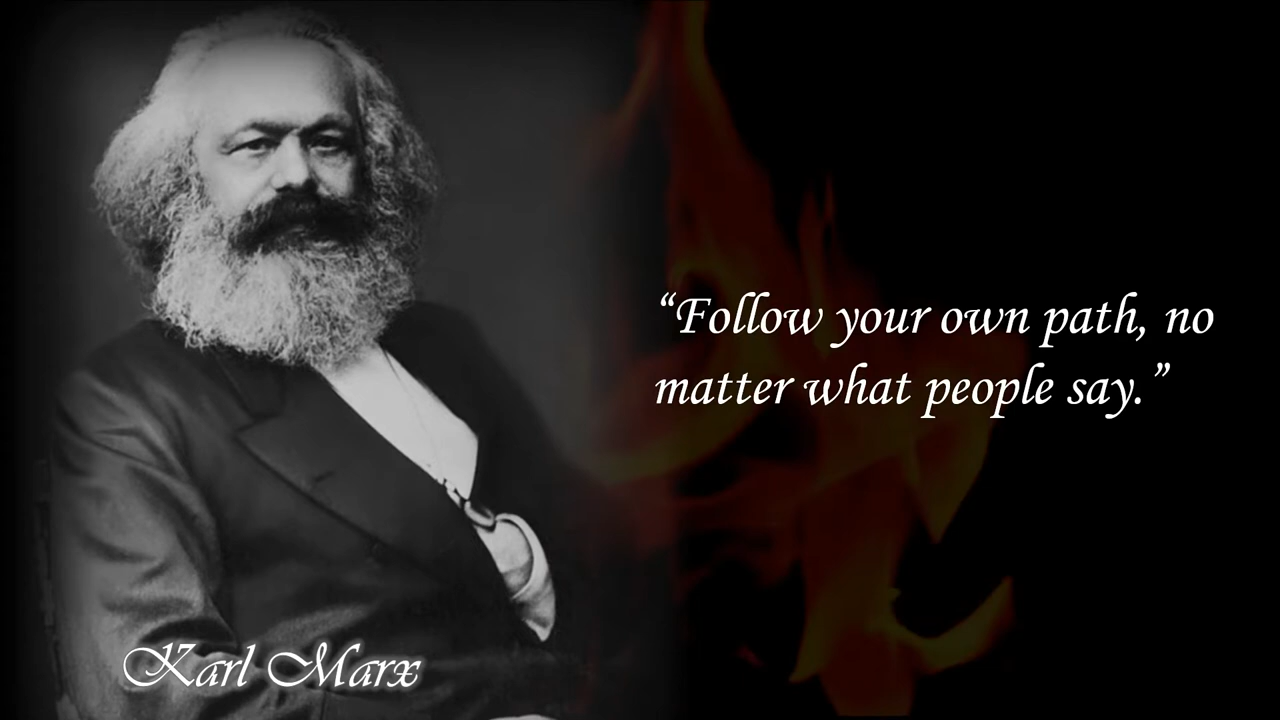 “Follow your own path, no
matter what people say.”
Karl Marx